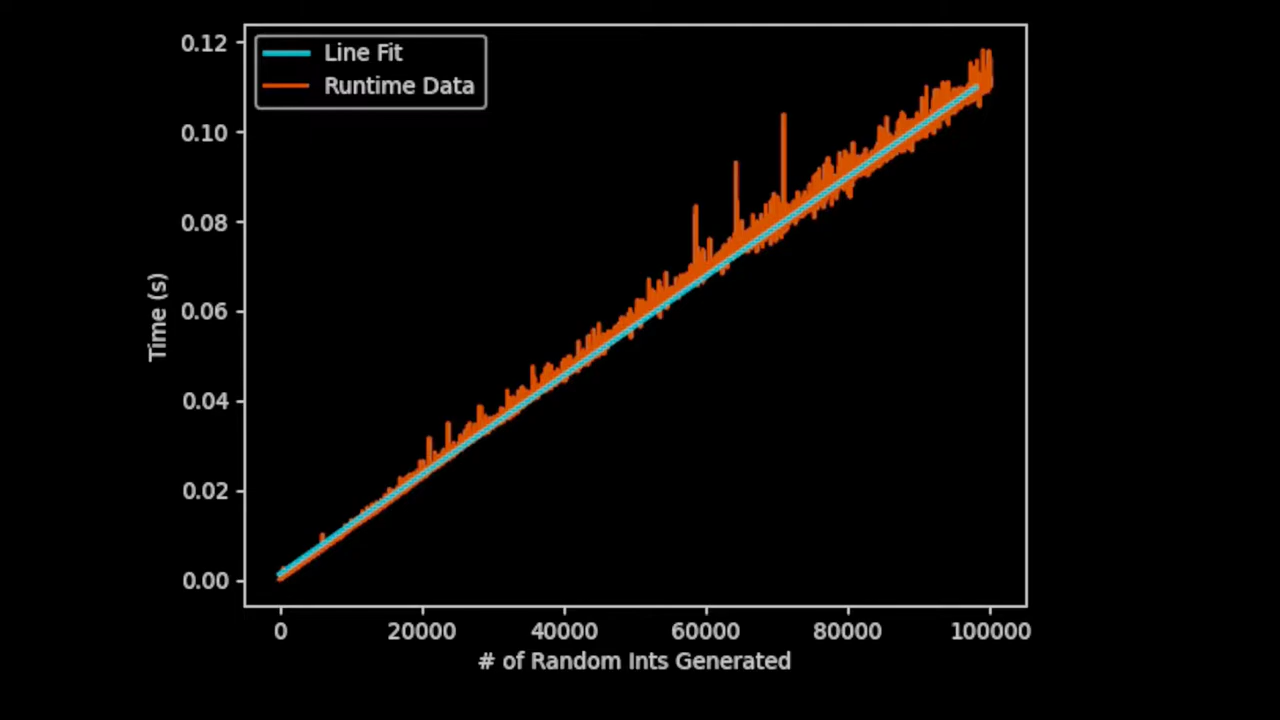 Line Fit
Runtime Data
0.12
0.10
0.08
0.06
0.04
0.02
0.00
Time (s)
0 20000 40000 60000 80000 100000
# of Random Ints Generated